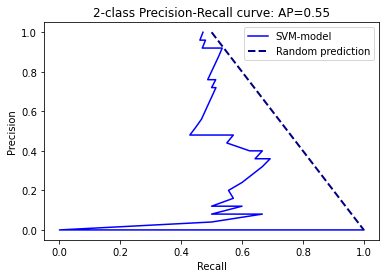 2-class Precision-Recall curve: AP=0.55
SVM-model
Random prediction
Precision
1.0
0.8
0.6
0.4
0.2
0.0
0.0 0.2 0.4 0.6 0.8 1.0
Recall